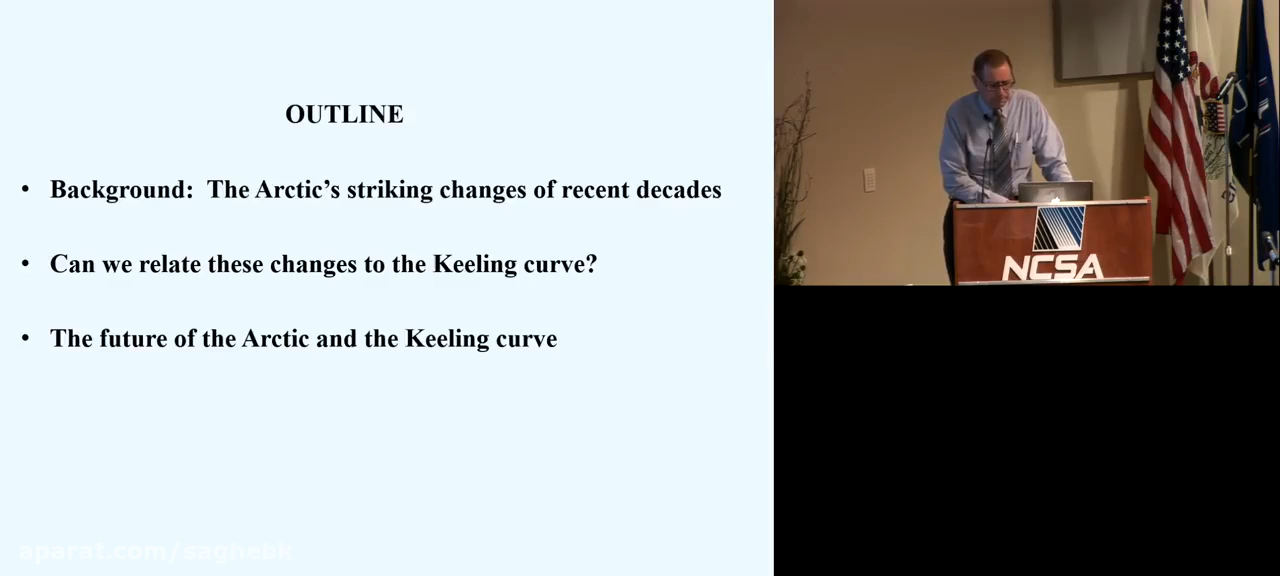 OUTLINE
• Background: The Arctic’s striking changes of recent decades
• Can we relate these changes to the Keeling curve?
• The future of the Arctic and the Keeling curve
NCSA
aparat.com/saghebk